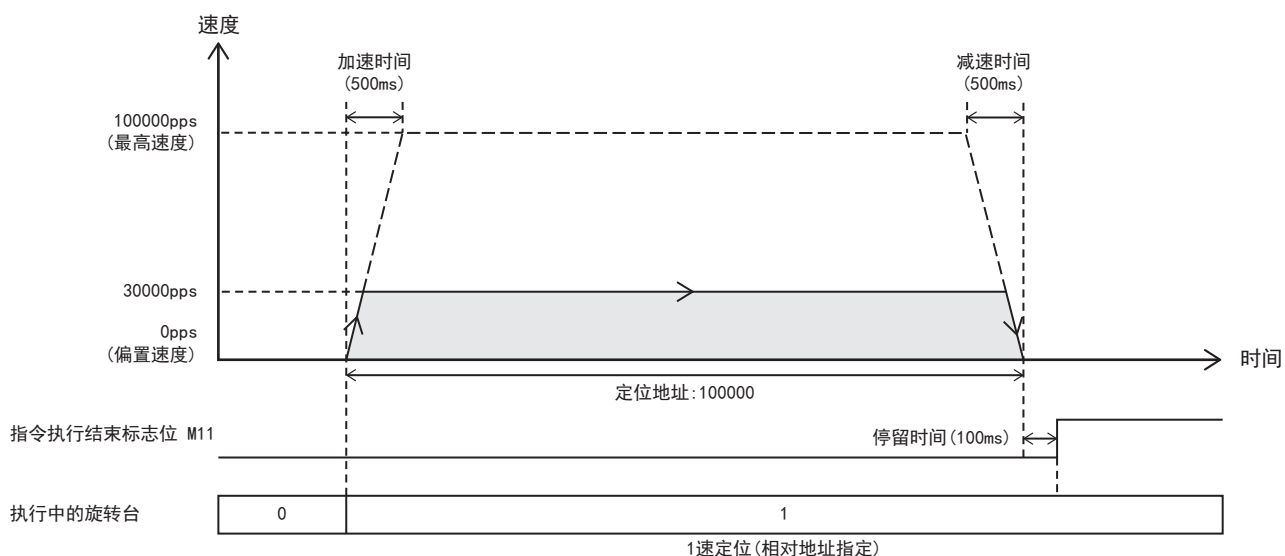 速度
加速时间
(500ms)
减速时间
(500ms)
100000pps
(最高速度)
30000pps
0pps
(偏置速度)
时间
定位地址:100000
指令执行结束标志位 M11
停留时间(100ms)
执行中的旋转台
0
1
1速定位(相对地址指定)